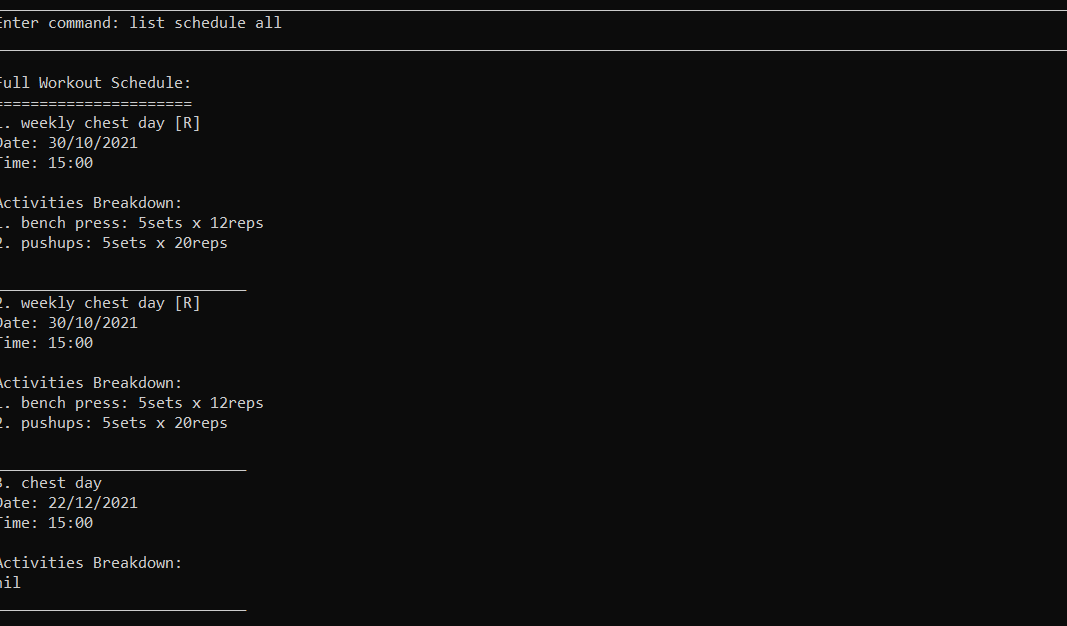 Enter command: list schedule all
Full Workout Schedule:
======================
1. weekly chest day [R]
Date: 30/10/2021
Time: 15:00
Activities Breakdown:
1. bench press: 5sets x 12reps
2. pushups: 5sets x 20reps
2. weekly chest day [R]
Date: 30/10/2021
Time: 15:00
Activities Breakdown:
1. bench press: 5sets x 12reps
2. pushups: 5sets x 20reps
3. chest day
Date: 22/12/2021
Time: 15:00
Activities Breakdown:
nil